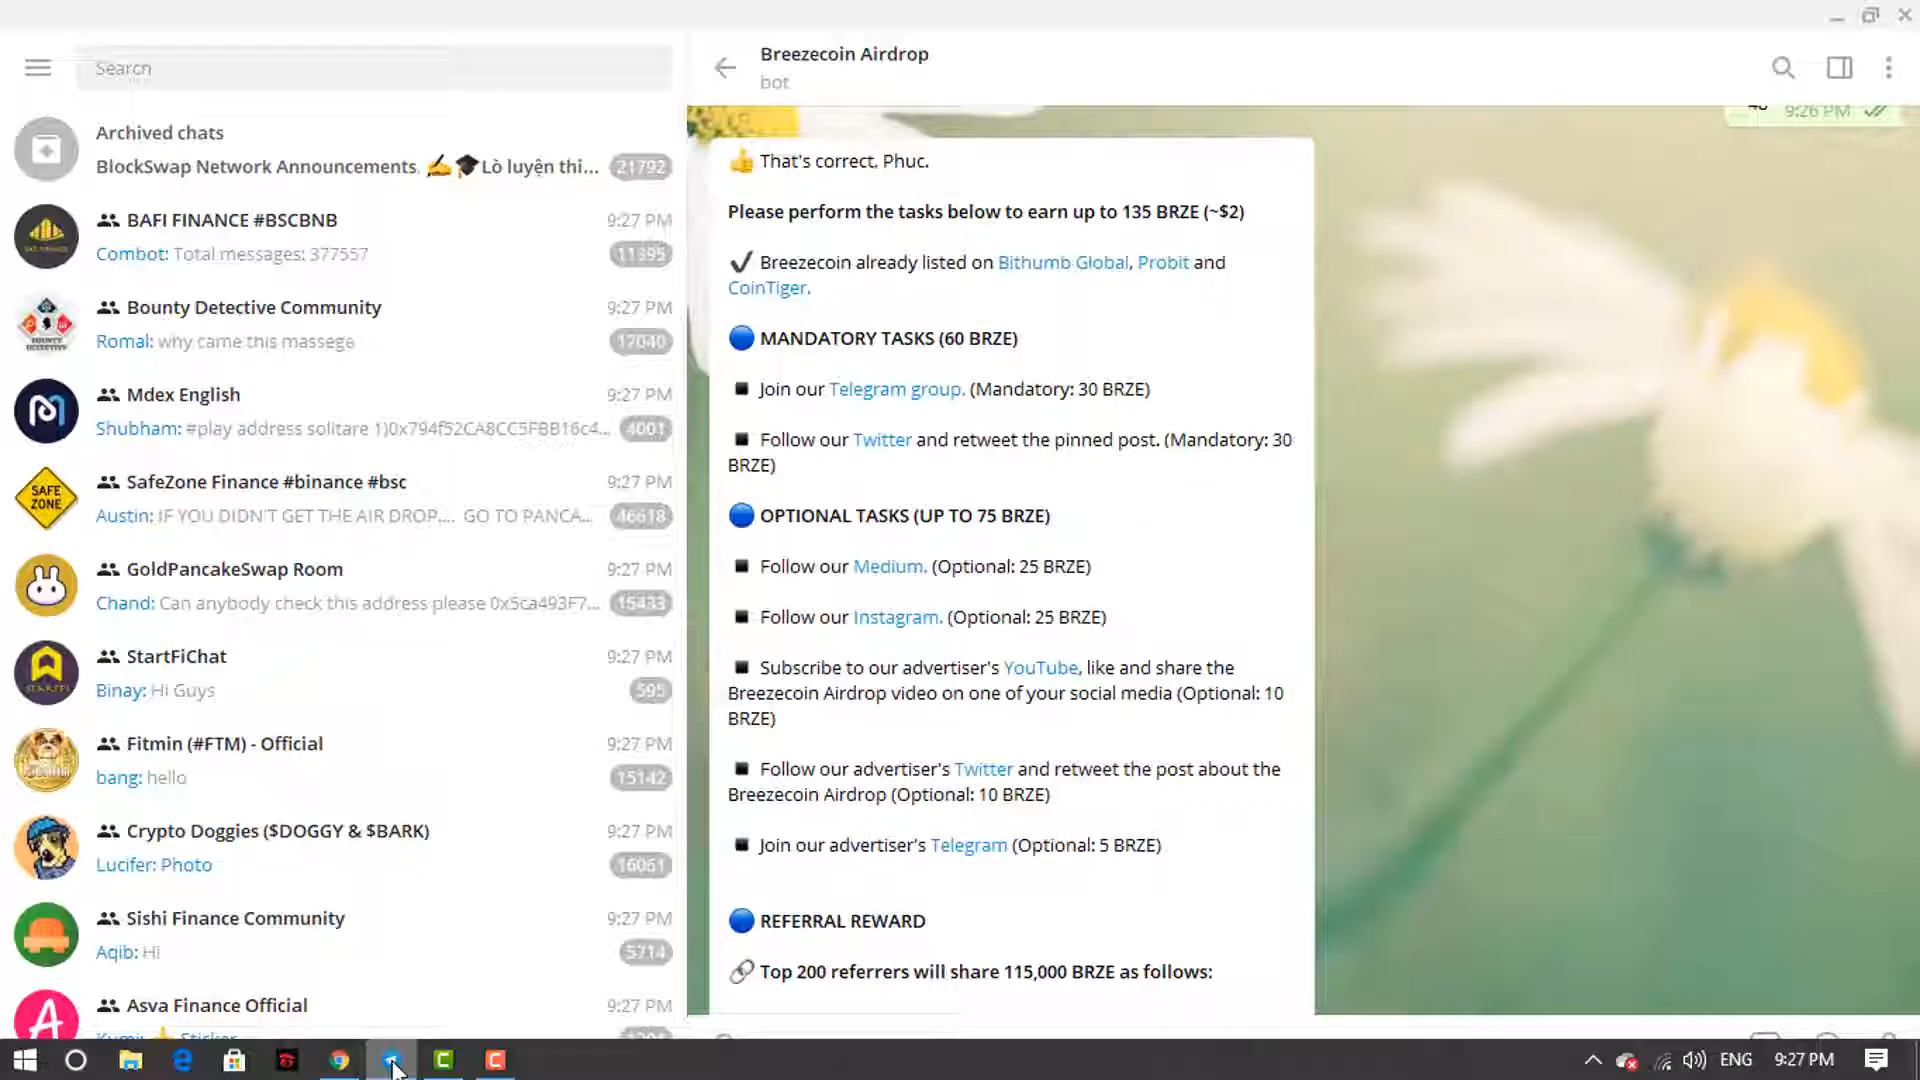 Search
Archived chats
BlockSwap Network Announcements, ✍🎓Lò luyện thi... 21792
BAFI FINANCE #BSCBNB 9:27 PM
Combot: Total messages: 377557 11395
Bounty Detective Community 9:27 PM
Romal: why came this massege 17040
Mdex English 9:27 PM
Shubham: #play address solitare 1)0x794f52CA8CC5FBB16c4... 4001
SafeZone Finance #binance #bsc 9:27 PM
Austin: IF YOU DIDN'T GET THE AIR DROP.... GO TO PANCA... 46618
GoldPancakeSwap Room 9:27 PM
Chand: Can anybody check this address please 0x5ca493F7... 15433
StartFiChat 9:27 PM
Binay: Hi Guys 595
Fitmin (#FTM) - Official 9:27 PM
bang: hello 15142
Crypto Doggies ($DOGGY & $BARK) 9:27 PM
Lucifer: Photo 16061
Sishi Finance Community 9:27 PM
Aqib: Hi 5714
Asva Finance Official 9:27 PM
SAFE
ZONE
Breezecoin Airdrop
bot
9:26 PM
👍 That's correct, Phuc.
Please perform the tasks below to earn up to 135 BRZE (~$2)
✔ Breezecoin already listed on Bithumb Global, Probit and
CoinTiger.
🔵 MANDATORY TASKS (60 BRZE)
◾ Join our Telegram group. (Mandatory: 30 BRZE)
◾ Follow our Twitter and retweet the pinned post. (Mandatory: 30
BRZE)
🔵 OPTIONAL TASKS (UP TO 75 BRZE)
◾ Follow our Medium. (Optional: 25 BRZE)
◾ Follow our Instagram. (Optional: 25 BRZE)
◾ Subscribe to our advertiser's YouTube, like and share the
Breezecoin Airdrop video on one of your social media (Optional: 10
BRZE)
◾ Follow our advertiser's Twitter and retweet the post about the
Breezecoin Airdrop (Optional: 10 BRZE)
◾ Join our advertiser's Telegram (Optional: 5 BRZE)
🔵 REFERRAL REWARD
🔗 Top 200 referrers will share 115,000 BRZE as follows:
ENG 9:27 PM